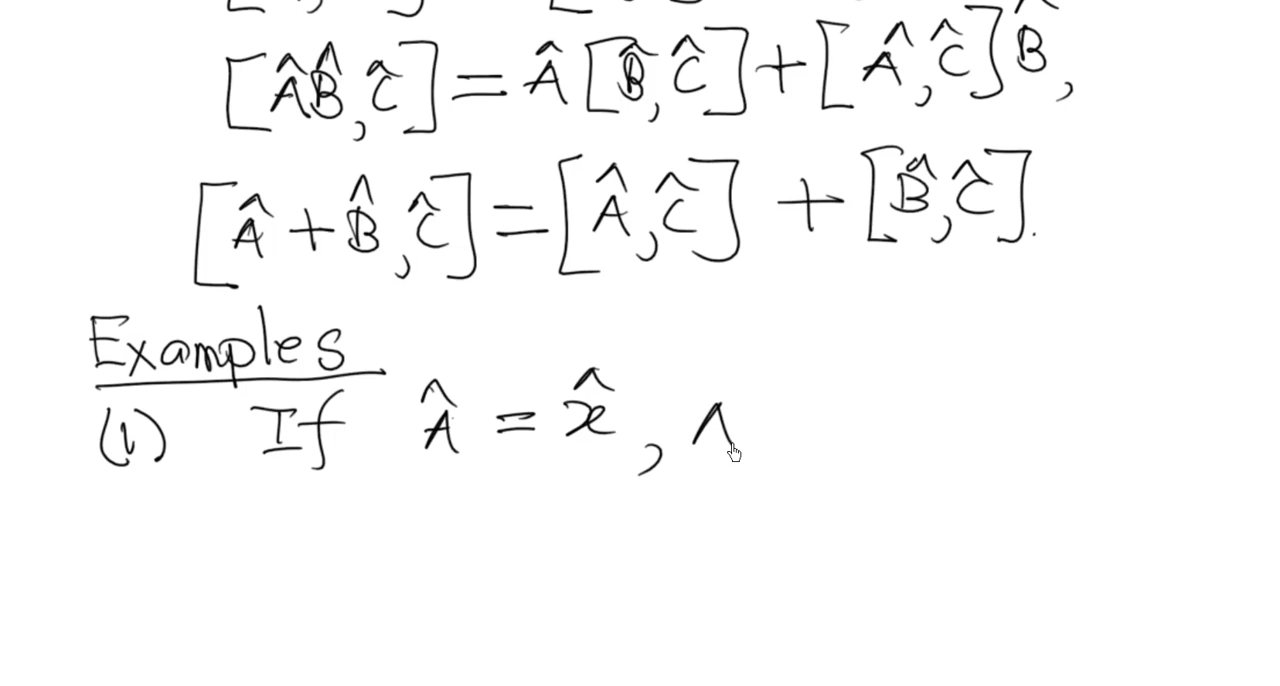 [ÂB̂, Ĉ] = Â[B̂, Ĉ] + [Â, Ĉ]B̂,
[Â + B̂, Ĉ] = [Â, Ĉ] + [B̂, Ĉ].
Examples
(1) If Â = x̂,